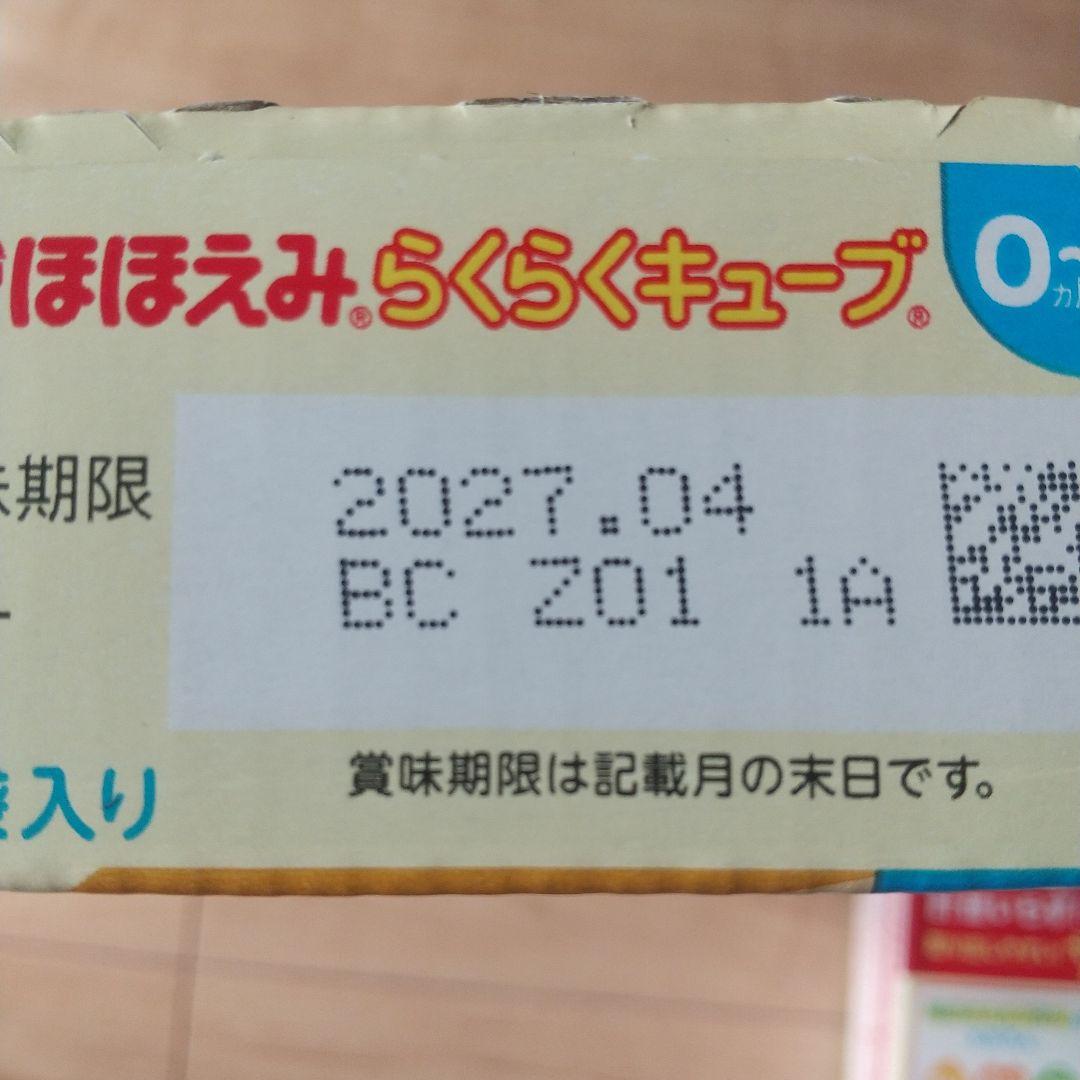 ほほえみ®らくらくキューブ®
0
味期限
2027.04
BC Z01 1A
賞味期限は記載月の末日です。
袋入り